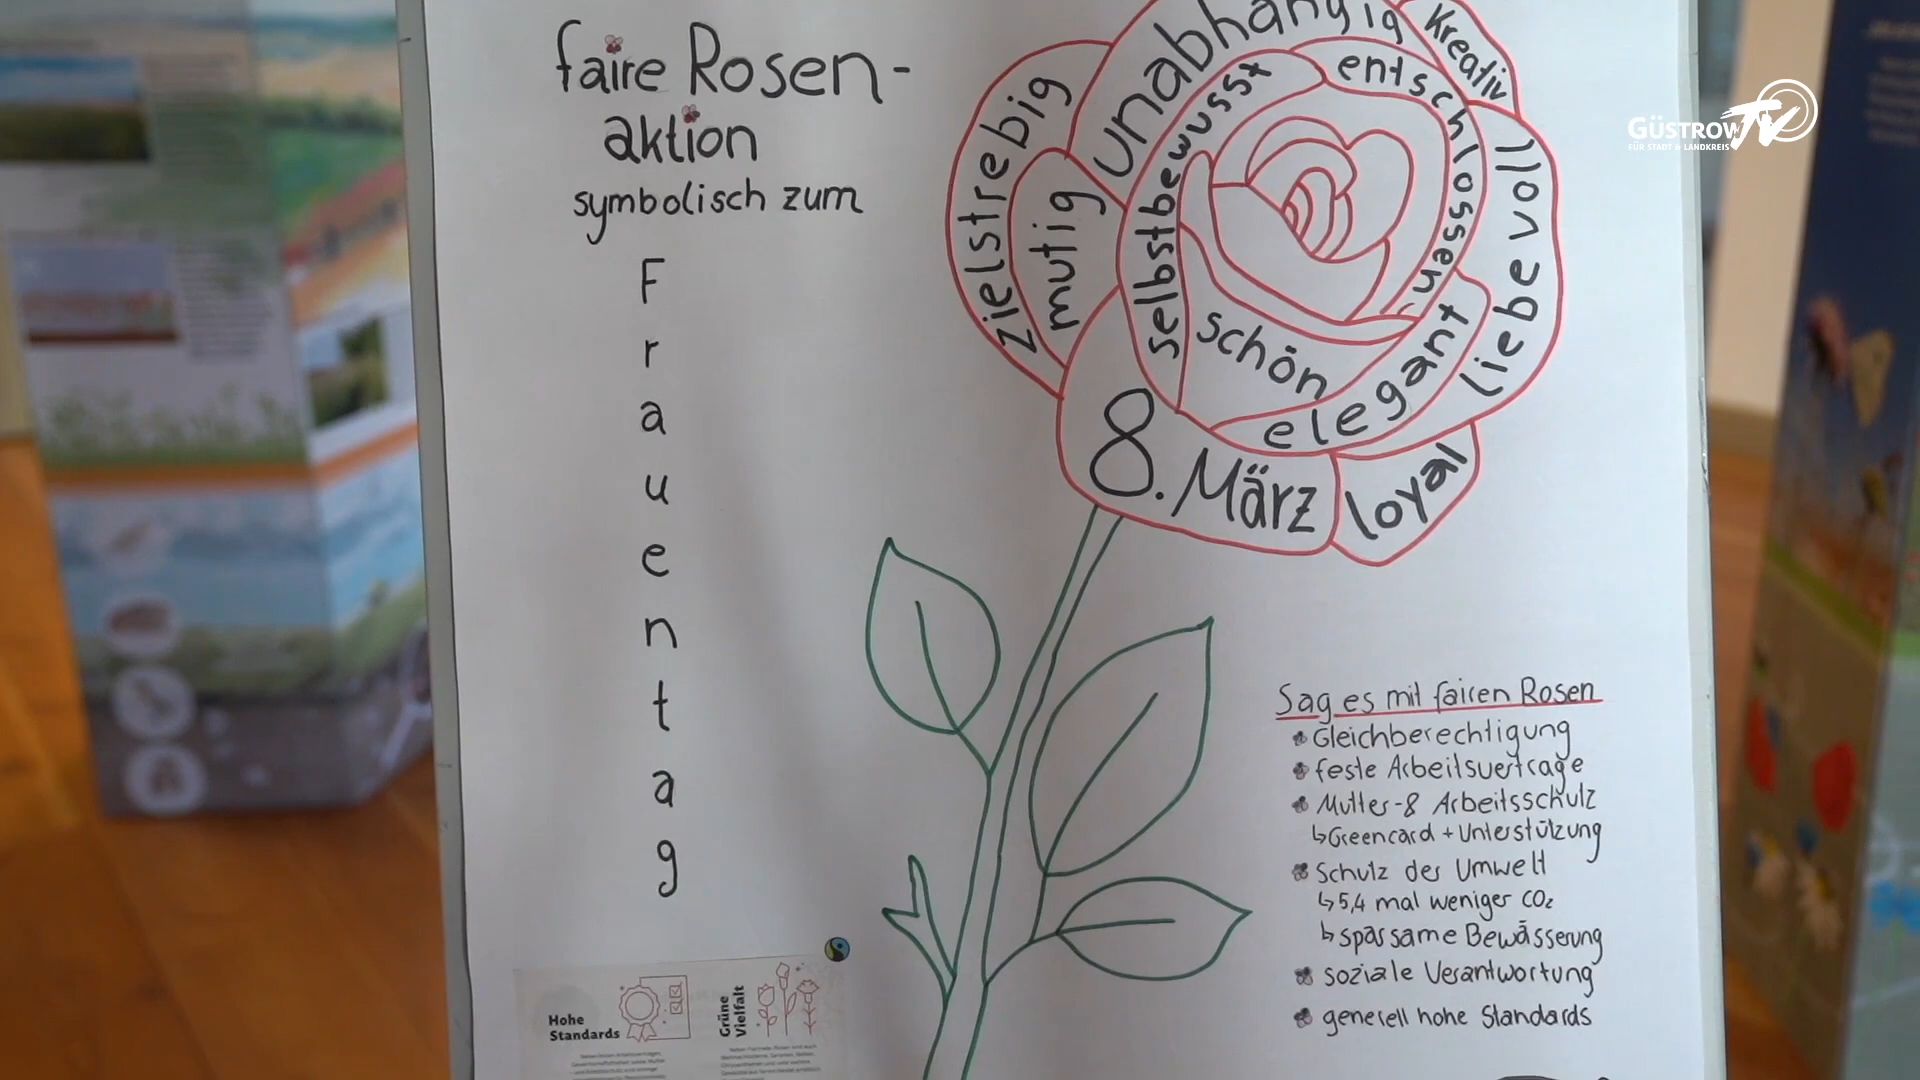 faire Rosen-
aktion
symbolisch zum
F
r
a
u
e
n
t
a
g
Kreativ
unabhängig
entschlossen
zielstrebig
mutig
selbstbewusst
liebevoll
schön
elegant
8. März
loyal
Sag es mit fairen Rosen
Gleichberechtigung
feste Arbeitsverträge
Mutter- & Arbeitsschutz
↳ Greencard + Unterstützung
Schutz der Umwelt
↳ 5,4 mal weniger CO₂
↳ sparsame Bewässerung
soziale Verantwortung
generell hohe Standards
Hohe
Standards
Grüne
Vielfalt
GÜSTROW TV
FÜR STADT & LANDKREIS